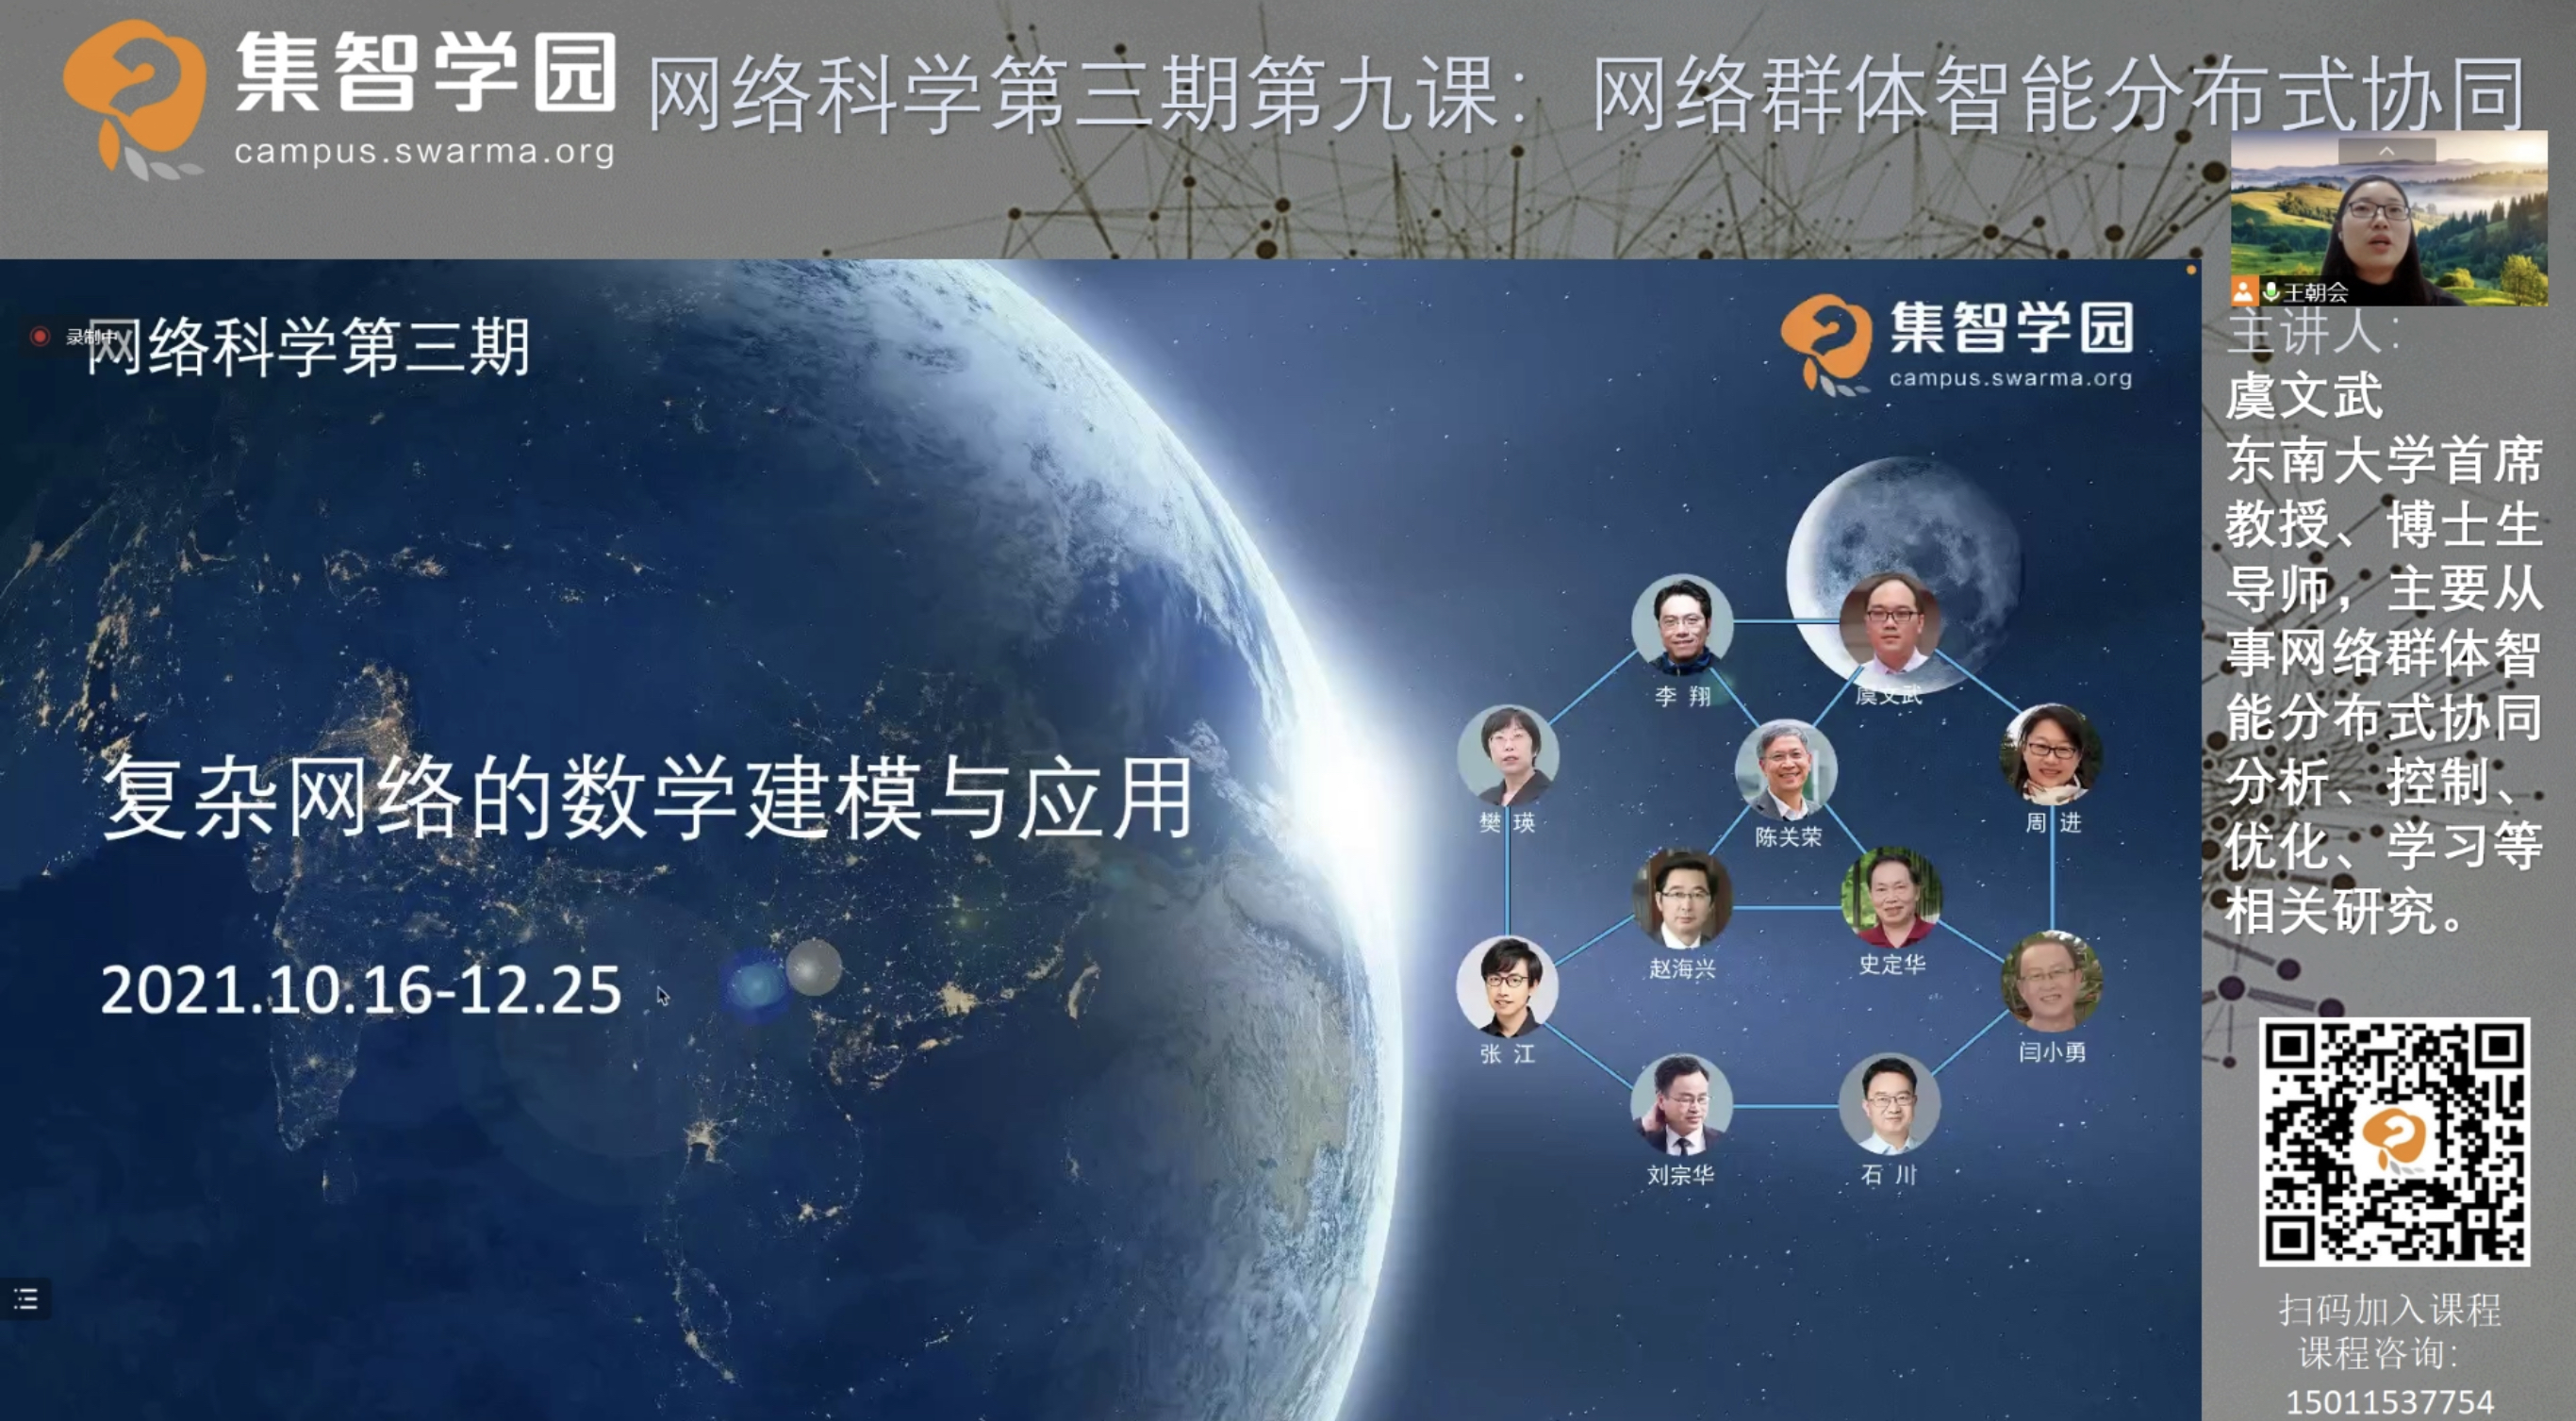 集智学园
campus.swarma.org
网络科学第三期第九课：网络群体智能分布式协同
王朝会
录制中
网络科学第三期
集智学园
campus.swarma.org
复杂网络的数学建模与应用
2021.10.16-12.25
李 翔
虞文武
樊 瑛
陈关荣
周 进
赵海兴
史定华
张 江
闫小勇
刘宗华
石 川
主讲人：
虞文武
东南大学首席
教授、博士生
导师，主要从
事网络群体智
能分布式协同
分析、控制、
优化、学习等
相关研究。
扫码加入课程
课程咨询：
15011537754